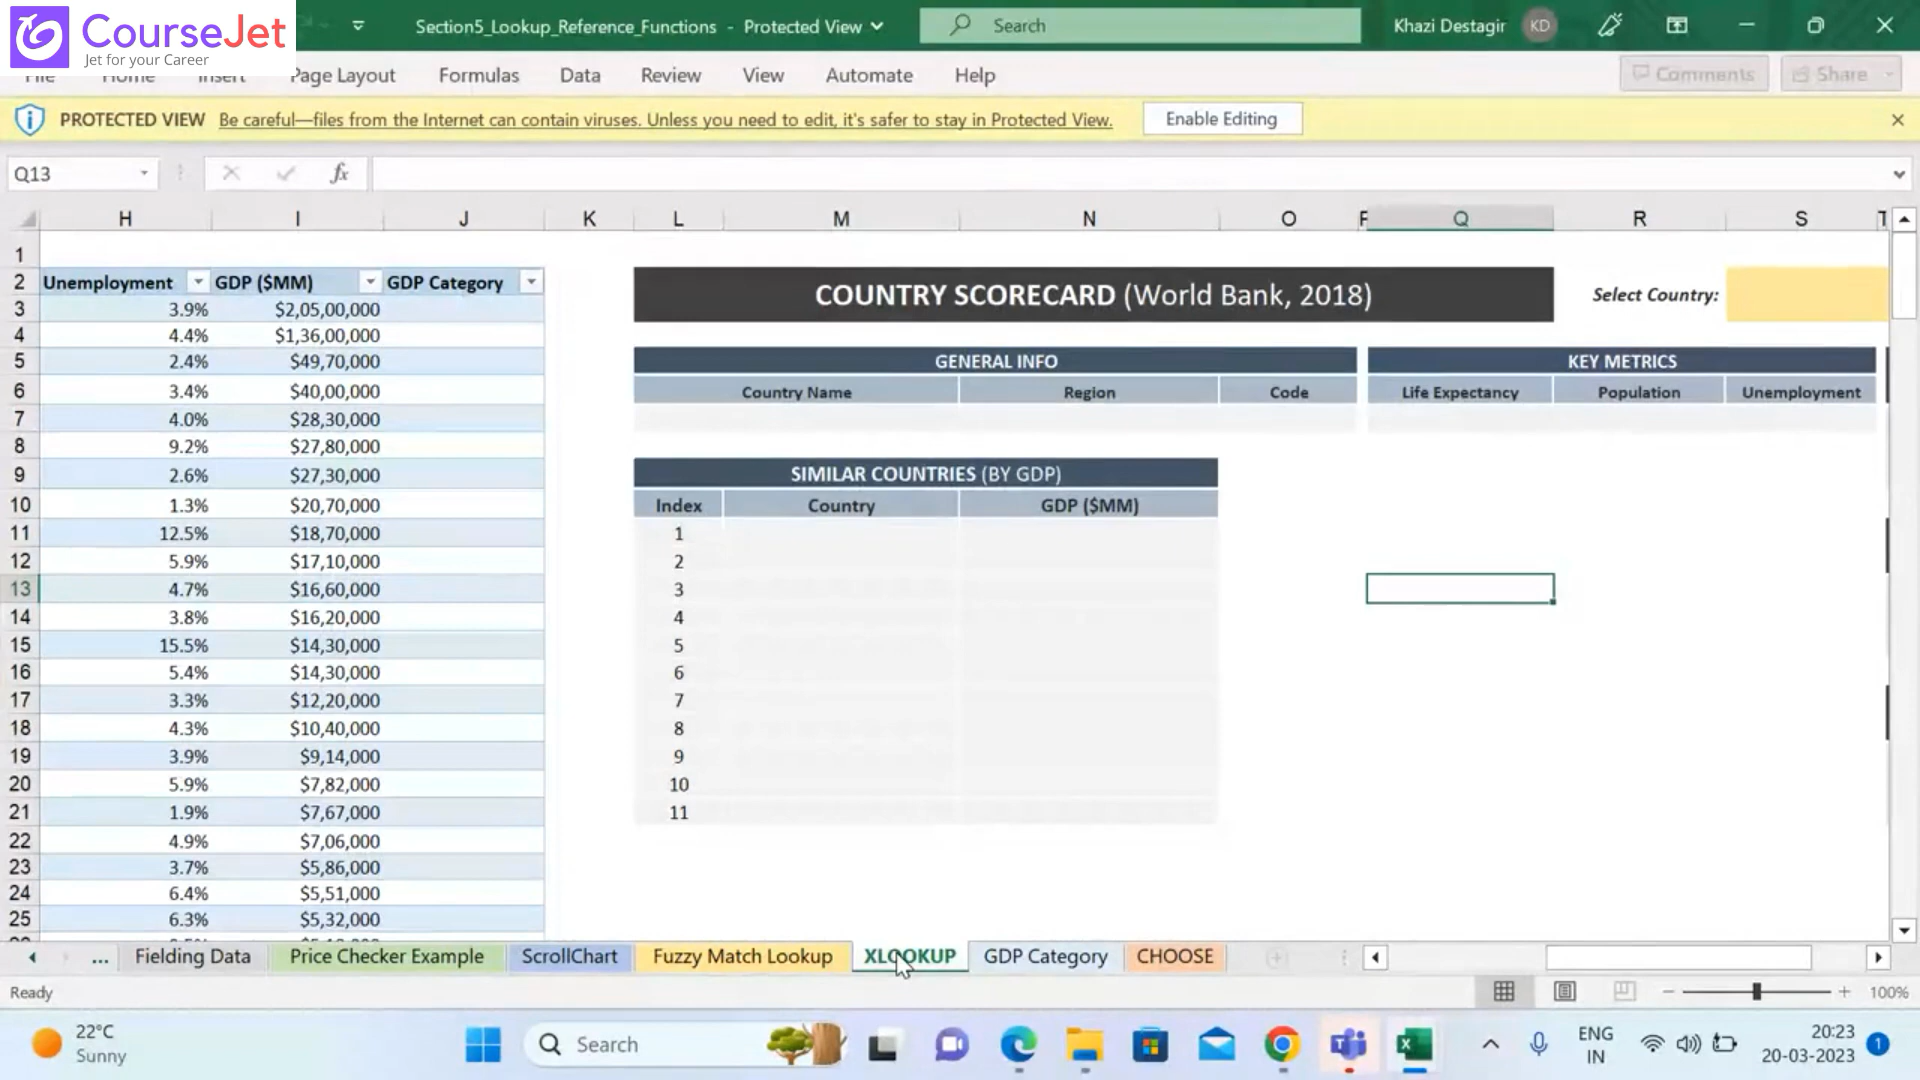 CourseJet
Jet for your Career
Section5_Lookup_Reference_Functions - Protected View
Search
Khazi Destagir
KD
File Home Insert Page Layout Formulas Data Review View Automate Help
Comments
Share
PROTECTED VIEW Be careful—files from the Internet can contain viruses. Unless you need to edit, it's safer to stay in Protected View.
Enable Editing
Q13
fx
H I J K L M N O P Q R S T
1
2 Unemployment GDP ($MM) GDP Category
COUNTRY SCORECARD (World Bank, 2018)
Select Country:
3 3.9% $2,05,00,000
4 4.4% $1,36,00,000
5 2.4% $49,70,000
GENERAL INFO
KEY METRICS
6 3.4% $40,00,000
Country Name Region Code
Life Expectancy Population Unemployment
7 4.0% $28,30,000
8 9.2% $27,80,000
9 2.6% $27,30,000
SIMILAR COUNTRIES (BY GDP)
10 1.3% $20,70,000
Index Country GDP ($MM)
11 12.5% $18,70,000 1
12 5.9% $17,10,000 2
13 4.7% $16,60,000 3
14 3.8% $16,20,000 4
15 15.5% $14,30,000 5
16 5.4% $14,30,000 6
17 3.3% $12,20,000 7
18 4.3% $10,40,000 8
19 3.9% $9,14,000 9
20 5.9% $7,82,000 10
21 1.9% $7,67,000 11
22 4.9% $7,06,000
23 3.7% $5,86,000
24 6.4% $5,51,000
25 6.3% $5,32,000
... Fielding Data Price Checker Example ScrollChart Fuzzy Match Lookup XLOOKUP GDP Category CHOOSE
Ready
100%
22°C
Sunny
Search
ENG
IN
20:23
20-03-2023
1